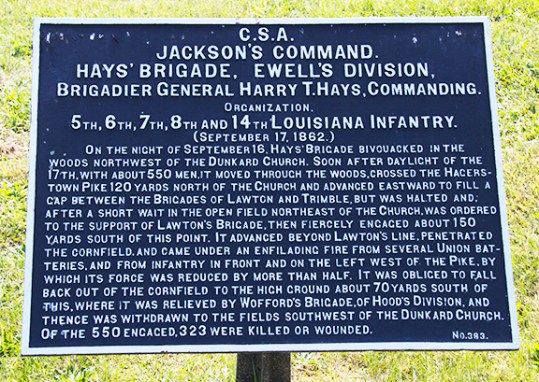 C.S.A.
JACKSON'S COMMAND.
HAYS' BRIGADE, EWELL'S DIVISION,
BRIGADIER GENERAL HARRY T. HAYS, COMMANDING.
ORGANIZATION.
5TH, 6TH, 7TH, 8TH AND 14TH LOUISIANA INFANTRY.
(SEPTEMBER 17, 1862.)
ON THE NIGHT OF SEPTEMBER 16, HAYS' BRIGADE BIVOUACKED IN THE
WOODS NORTHWEST OF THE DUNKARD CHURCH. SOON AFTER DAYLIGHT OF THE
17TH, WITH ABOUT 550 MEN, IT MOVED THROUGH THE WOODS, CROSSED THE HAGERS-
TOWN PIKE 120 YARDS NORTH OF THE CHURCH AND ADVANCED EASTWARD TO FILL A
GAP BETWEEN THE BRIGADES OF LAWTON AND TRIMBLE, BUT WAS HALTED AND,
AFTER A SHORT WAIT IN THE OPEN FIELD NORTHEAST OF THE CHURCH, WAS ORDERED
TO THE SUPPORT OF LAWTON'S BRIGADE, THEN FIERCELY ENGAGED ABOUT 150
YARDS SOUTH OF THIS POINT. IT ADVANCED BEYOND LAWTON'S LINE, PENETRATED
THE CORNFIELD, AND CAME UNDER AN ENFILADING FIRE FROM SEVERAL UNION BAT-
TERIES, AND FROM INFANTRY IN FRONT AND ON THE LEFT WEST OF THE PIKE, BY
WHICH ITS FORCE WAS REDUCED BY MORE THAN HALF. IT WAS OBLIGED TO FALL
BACK OUT OF THE CORNFIELD TO THE HIGH GROUND ABOUT 70 YARDS SOUTH OF
THIS, WHERE IT WAS RELIEVED BY WOFFORD'S BRIGADE, OF HOOD'S DIVISION, AND
THENCE WAS WITHDRAWN TO THE FIELDS SOUTHWEST OF THE DUNKARD CHURCH.
OF THE 550 ENGAGED, 323 WERE KILLED OR WOUNDED.
NO. 383.